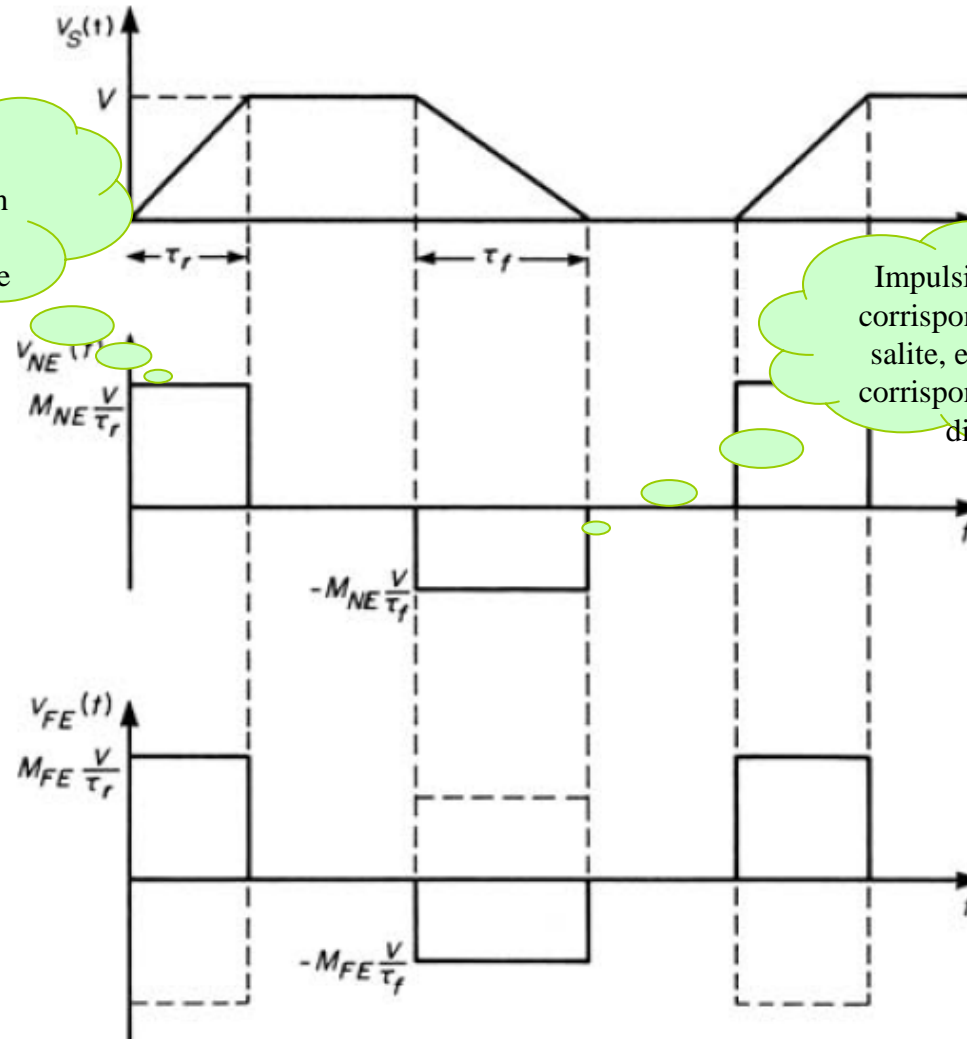 v_S(t)
V
n
e
τ_r
τ_f
Impulsi
corrispon
salite, e
corrispon
di
v_NE(t)
M_NE V/τ_r
t
-M_NE V/τ_f
v_FE(t)
M_FE V/τ_r
t
-M_FE V/τ_f